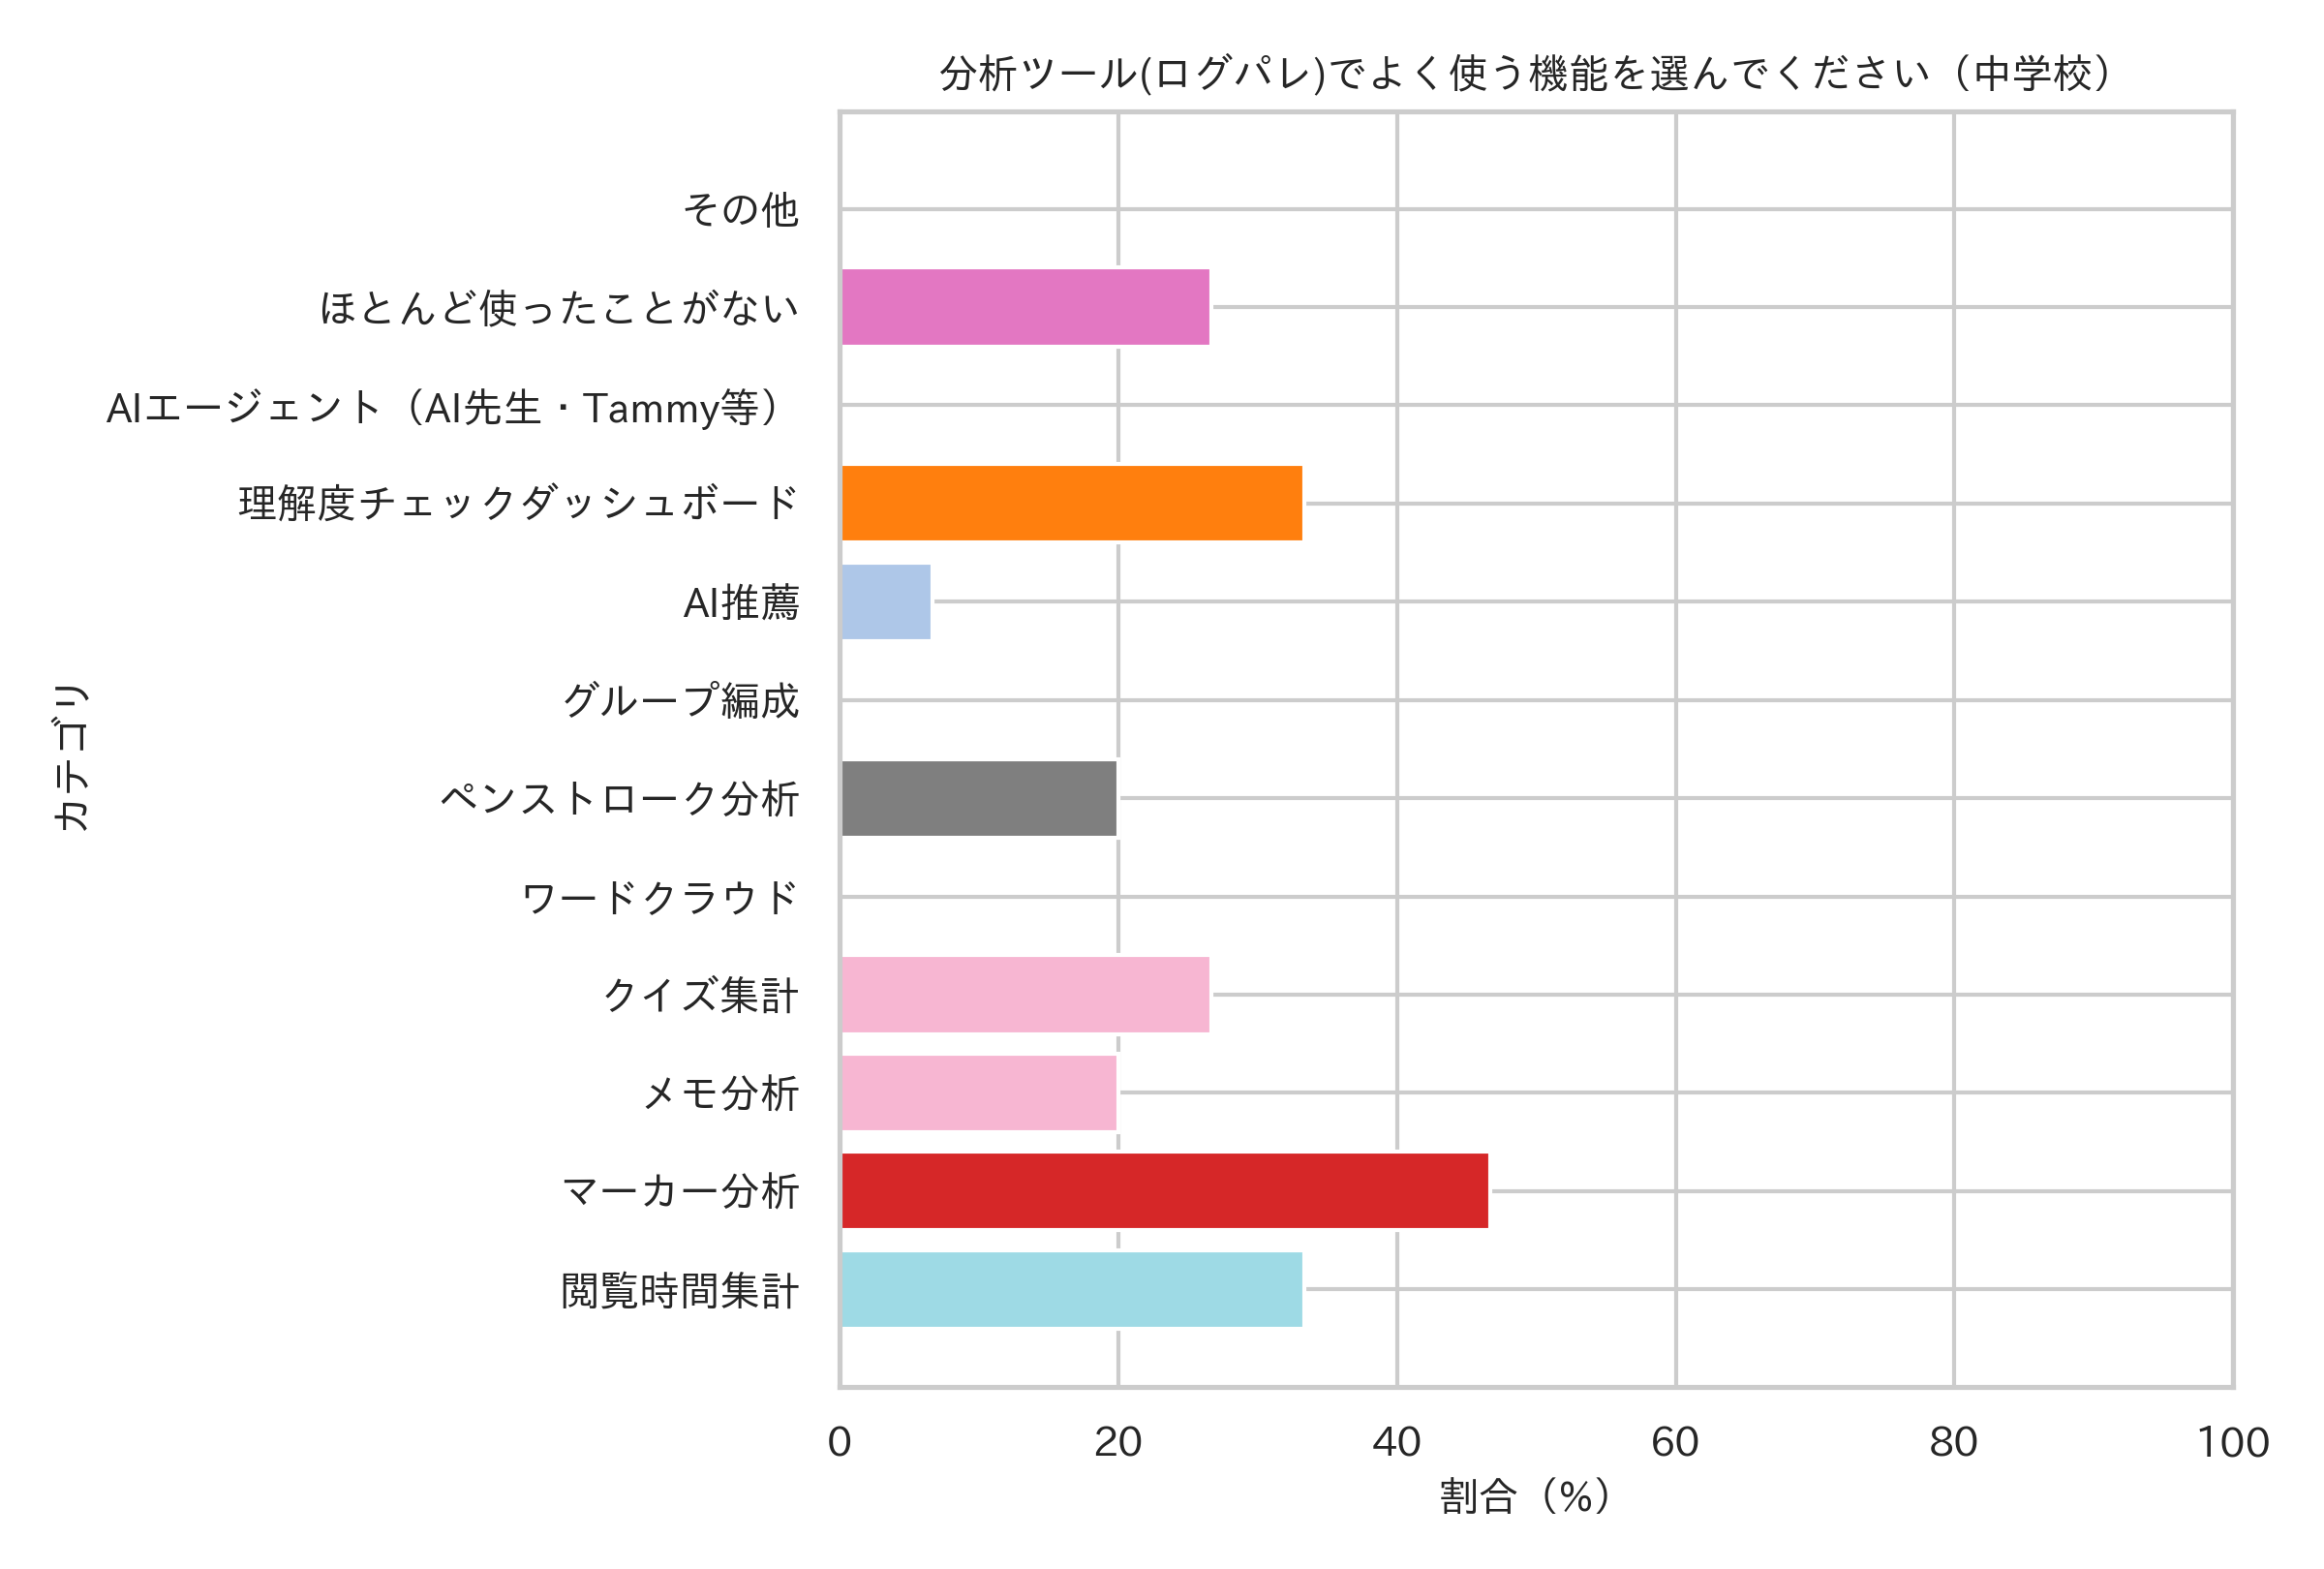 分析ツール(ログパレ)でよく使う機能を選んでください（中学校）
その他
ほとんど使ったことがない
AIエージェント（AI先生・Tammy等）
理解度チェックダッシュボード
AI推薦
グループ編成
ペンストローク分析
ワードクラウド
クイズ集計
メモ分析
マーカー分析
閲覧時間集計
カテゴリ
0 20 40 60 80 100
割合（%）